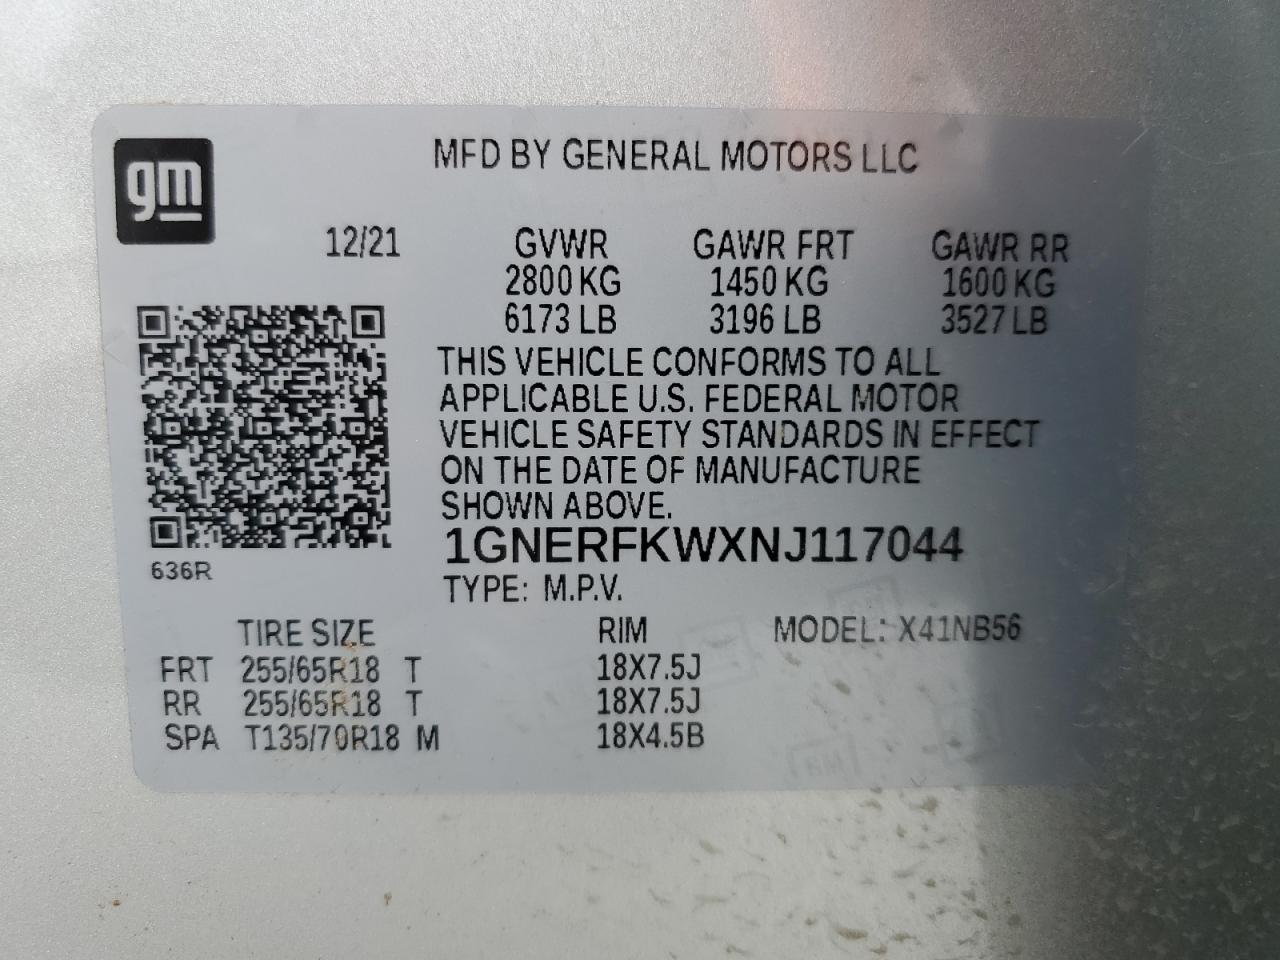 gm
MFD BY GENERAL MOTORS LLC
12/21 GVWR GAWR FRT GAWR RR
2800 KG 1450 KG 1600 KG
6173 LB 3196 LB 3527 LB
THIS VEHICLE CONFORMS TO ALL
APPLICABLE U.S. FEDERAL MOTOR
VEHICLE SAFETY STANDARDS IN EFFECT
ON THE DATE OF MANUFACTURE
SHOWN ABOVE.
1GNERFKWXNJ117044
636R
TYPE: M.P.V.
TIRE SIZE RIM MODEL: X41NB56
FRT 255/65R18 T 18X7.5J
RR 255/65R18 T 18X7.5J
SPA T135/70R18 M 18X4.5B